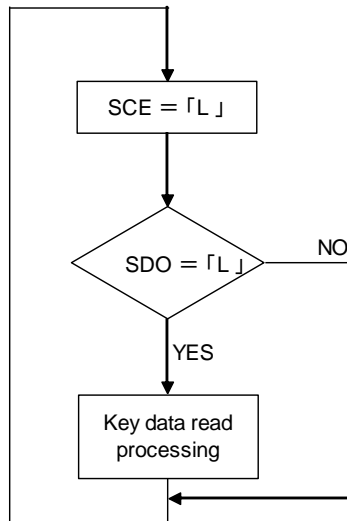 SCE = 「L」
SDO = 「L」
NO
YES
Key data read
processing